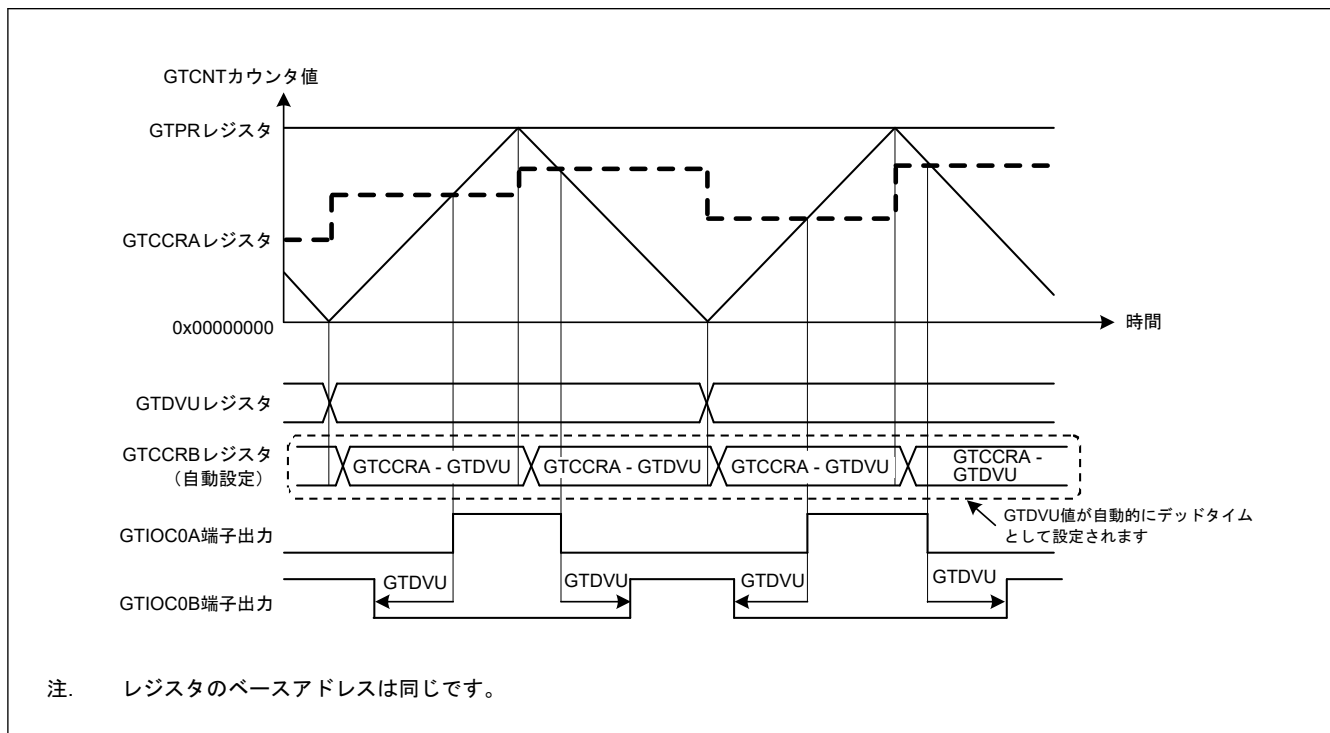 GTCNTカウンタ値
GTPRレジスタ
GTCCRAレジスタ
0x00000000
時間
GTDVUレジスタ
GTCCRBレジスタ
（自動設定）
GTCCRA - GTDVU
GTCCRA - GTDVU
GTCCRA - GTDVU
GTCCRA -
GTDVU
GTDVU値が自動的にデッドタイム
として設定されます
GTIOC0A端子出力
GTDVU
GTDVU
GTDVU
GTDVU
GTIOC0B端子出力
注. レジスタのベースアドレスは同じです。